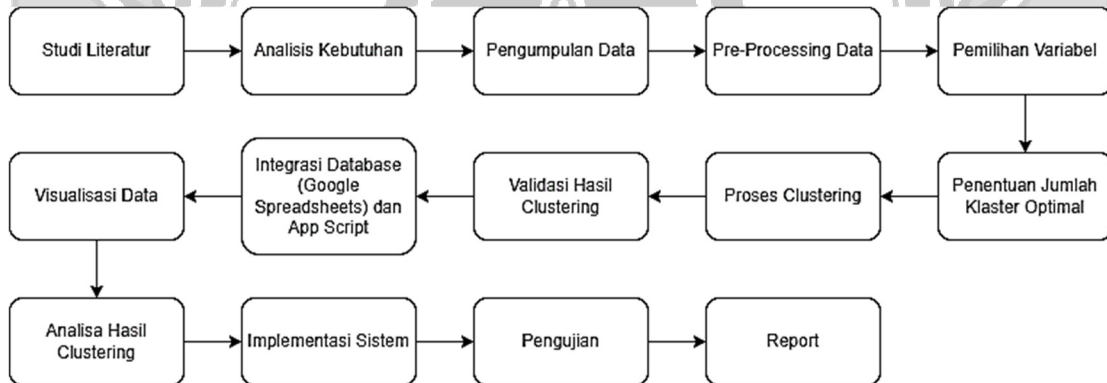 Studi Literatur
Analisis Kebutuhan
Pengumpulan Data
Pre-Processing Data
Pemilihan Variabel
Penentuan Jumlah
Klaster Optimal
Proses Clustering
Validasi Hasil
Clustering
Integrasi Database
(Google
Spreadsheets) dan
App Script
Visualisasi Data
Analisa Hasil
Clustering
Implementasi Sistem
Pengujian
Report